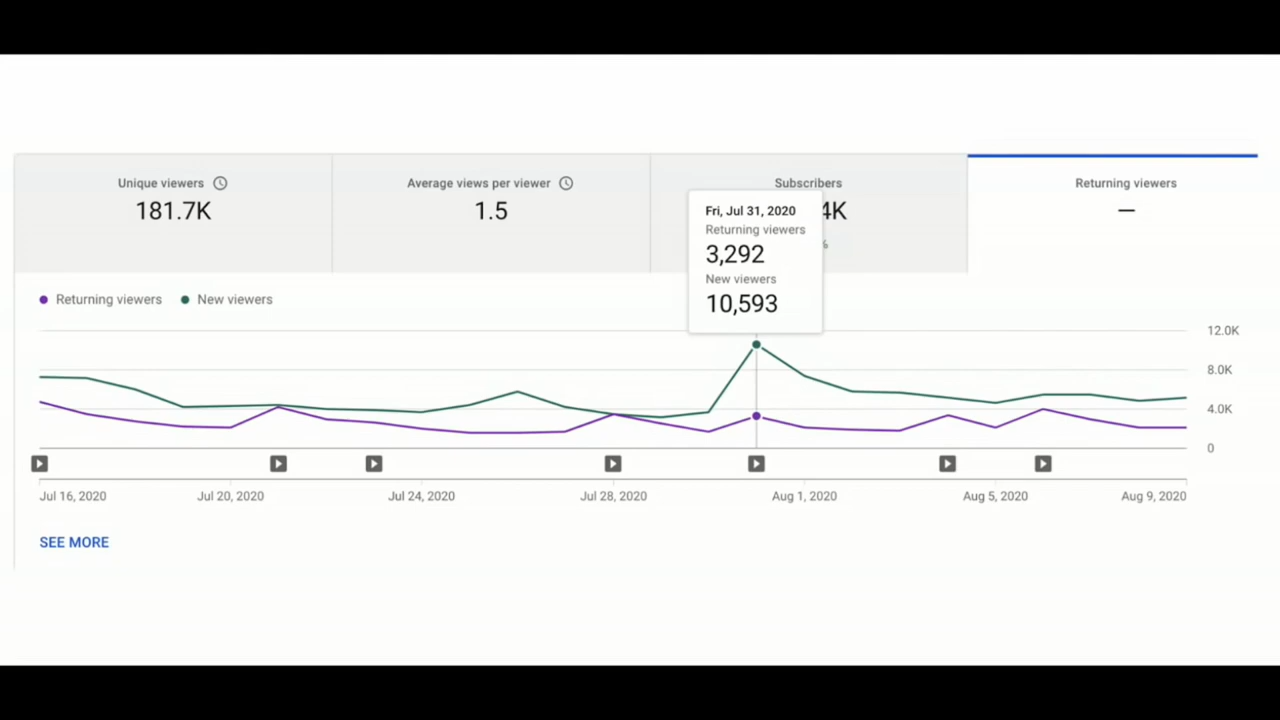 Unique viewers
181.7K
Average views per viewer
1.5
Subscribers
4K
%
Returning viewers
—
Fri, Jul 31, 2020
Returning viewers
3,292
New viewers
10,593
Returning viewers
New viewers
12.0K
8.0K
4.0K
0
Jul 16, 2020
Jul 20, 2020
Jul 24, 2020
Jul 28, 2020
Aug 1, 2020
Aug 5, 2020
Aug 9, 2020
SEE MORE